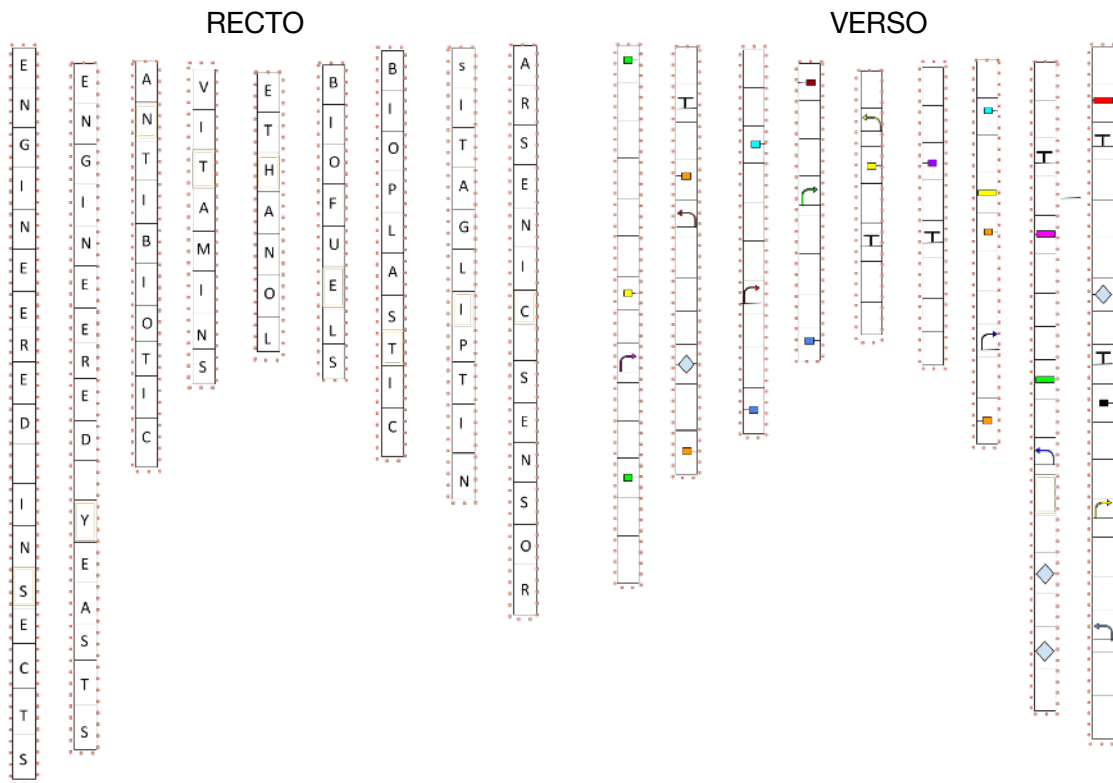 RECTO
VERSO
ENGINEERED INSECTS
ENGINEERED YEASTS
ANTIBIOTIC
VITAMINS
ETHANOL
BIOFUELS
BIOPLASTIC
sITAGLIPTIN
ARSENIC SENSOR